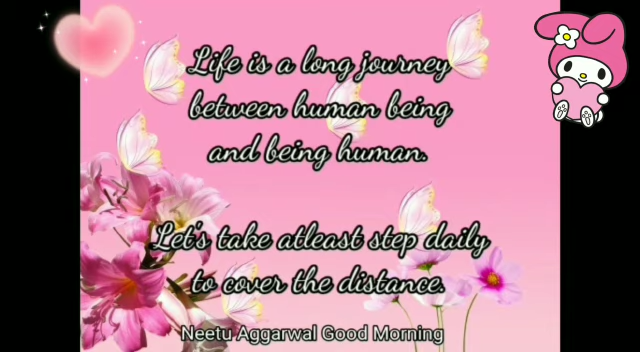 Life is a long journey
between human being
and being human.
Let's take atleast step daily
to cover the distance.
Neetu Aggarwal Good Morning